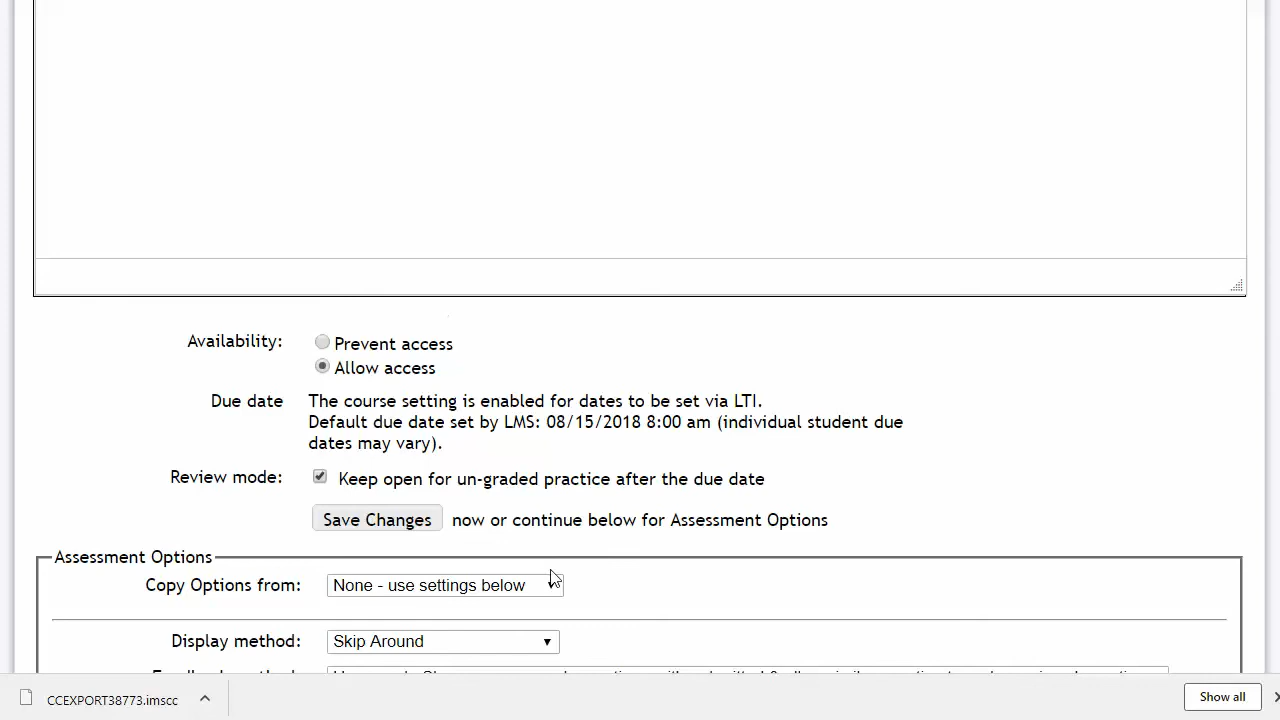 Availability:
Prevent access
Allow access
Due date
The course setting is enabled for dates to be set via LTI.
Default due date set by LMS: 08/15/2018 8:00 am (individual student due
dates may vary).
Review mode:
Keep open for un-graded practice after the due date
Save Changes now or continue below for Assessment Options
Assessment Options
Copy Options from: None - use settings below
Display method: Skip Around
CCEXPORT38773.imscc
Show all